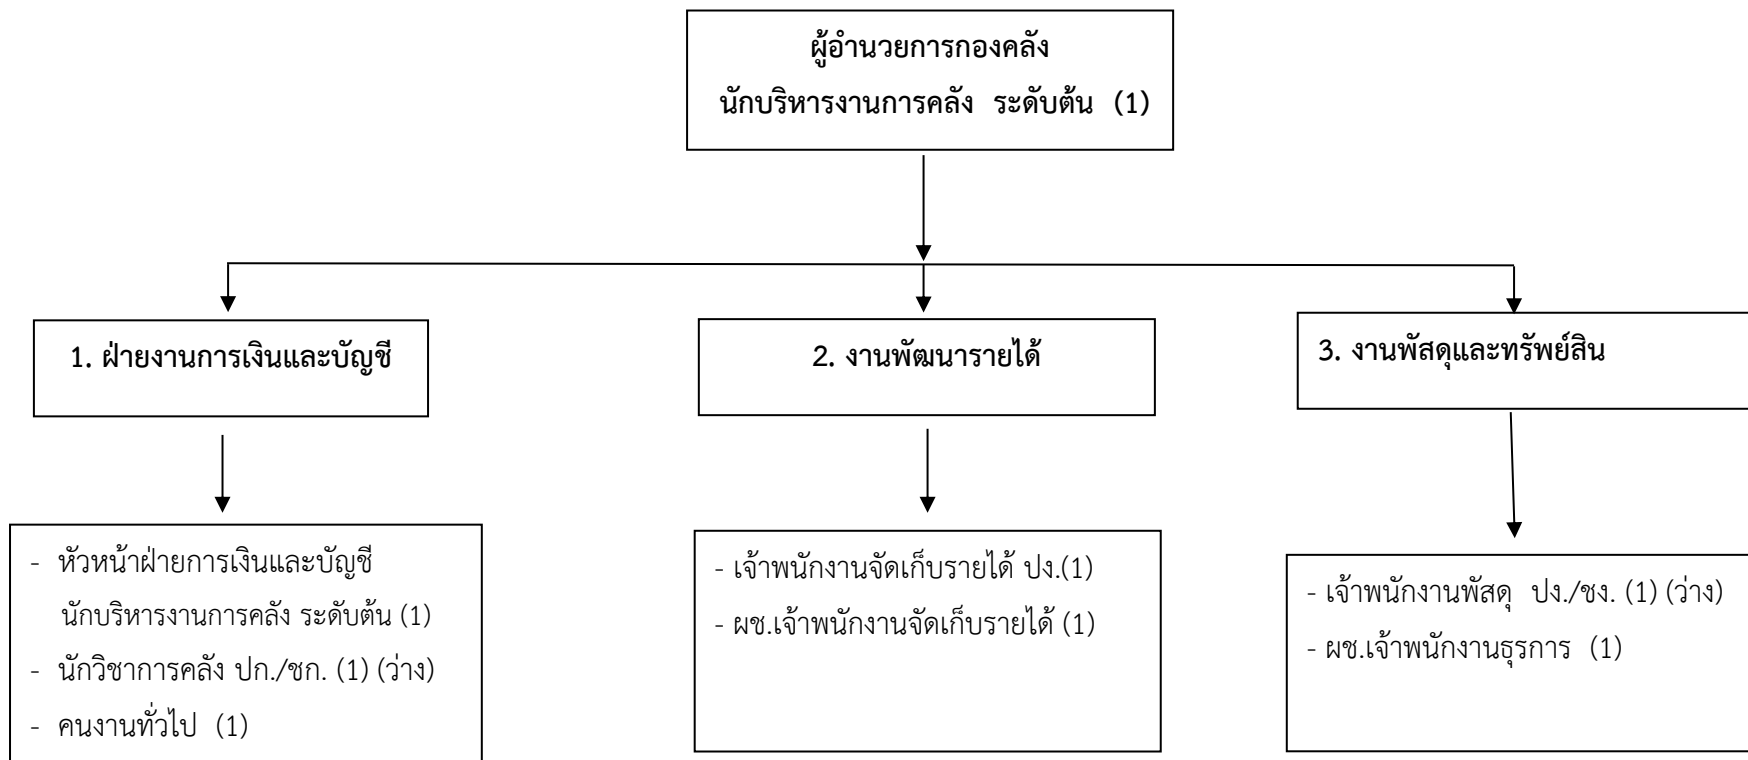 ผู้อำนวยการกองคลัง
นักบริหารงานการคลัง ระดับต้น (1)
1. ฝ่ายงานการเงินและบัญชี
2. งานพัฒนารายได้
3. งานพัสดุและทรัพย์สิน
- หัวหน้าฝ่ายการเงินและบัญชี
นักบริหารงานการคลัง ระดับต้น (1)
- นักวิชาการคลัง ปก./ชก. (1) (ว่าง)
- คนงานทั่วไป (1)
- เจ้าพนักงานจัดเก็บรายได้ ปง.(1)
- ผช.เจ้าพนักงานจัดเก็บรายได้ (1)
- เจ้าพนักงานพัสดุ ปง./ชง. (1) (ว่าง)
- ผช.เจ้าพนักงานธุรการ (1)